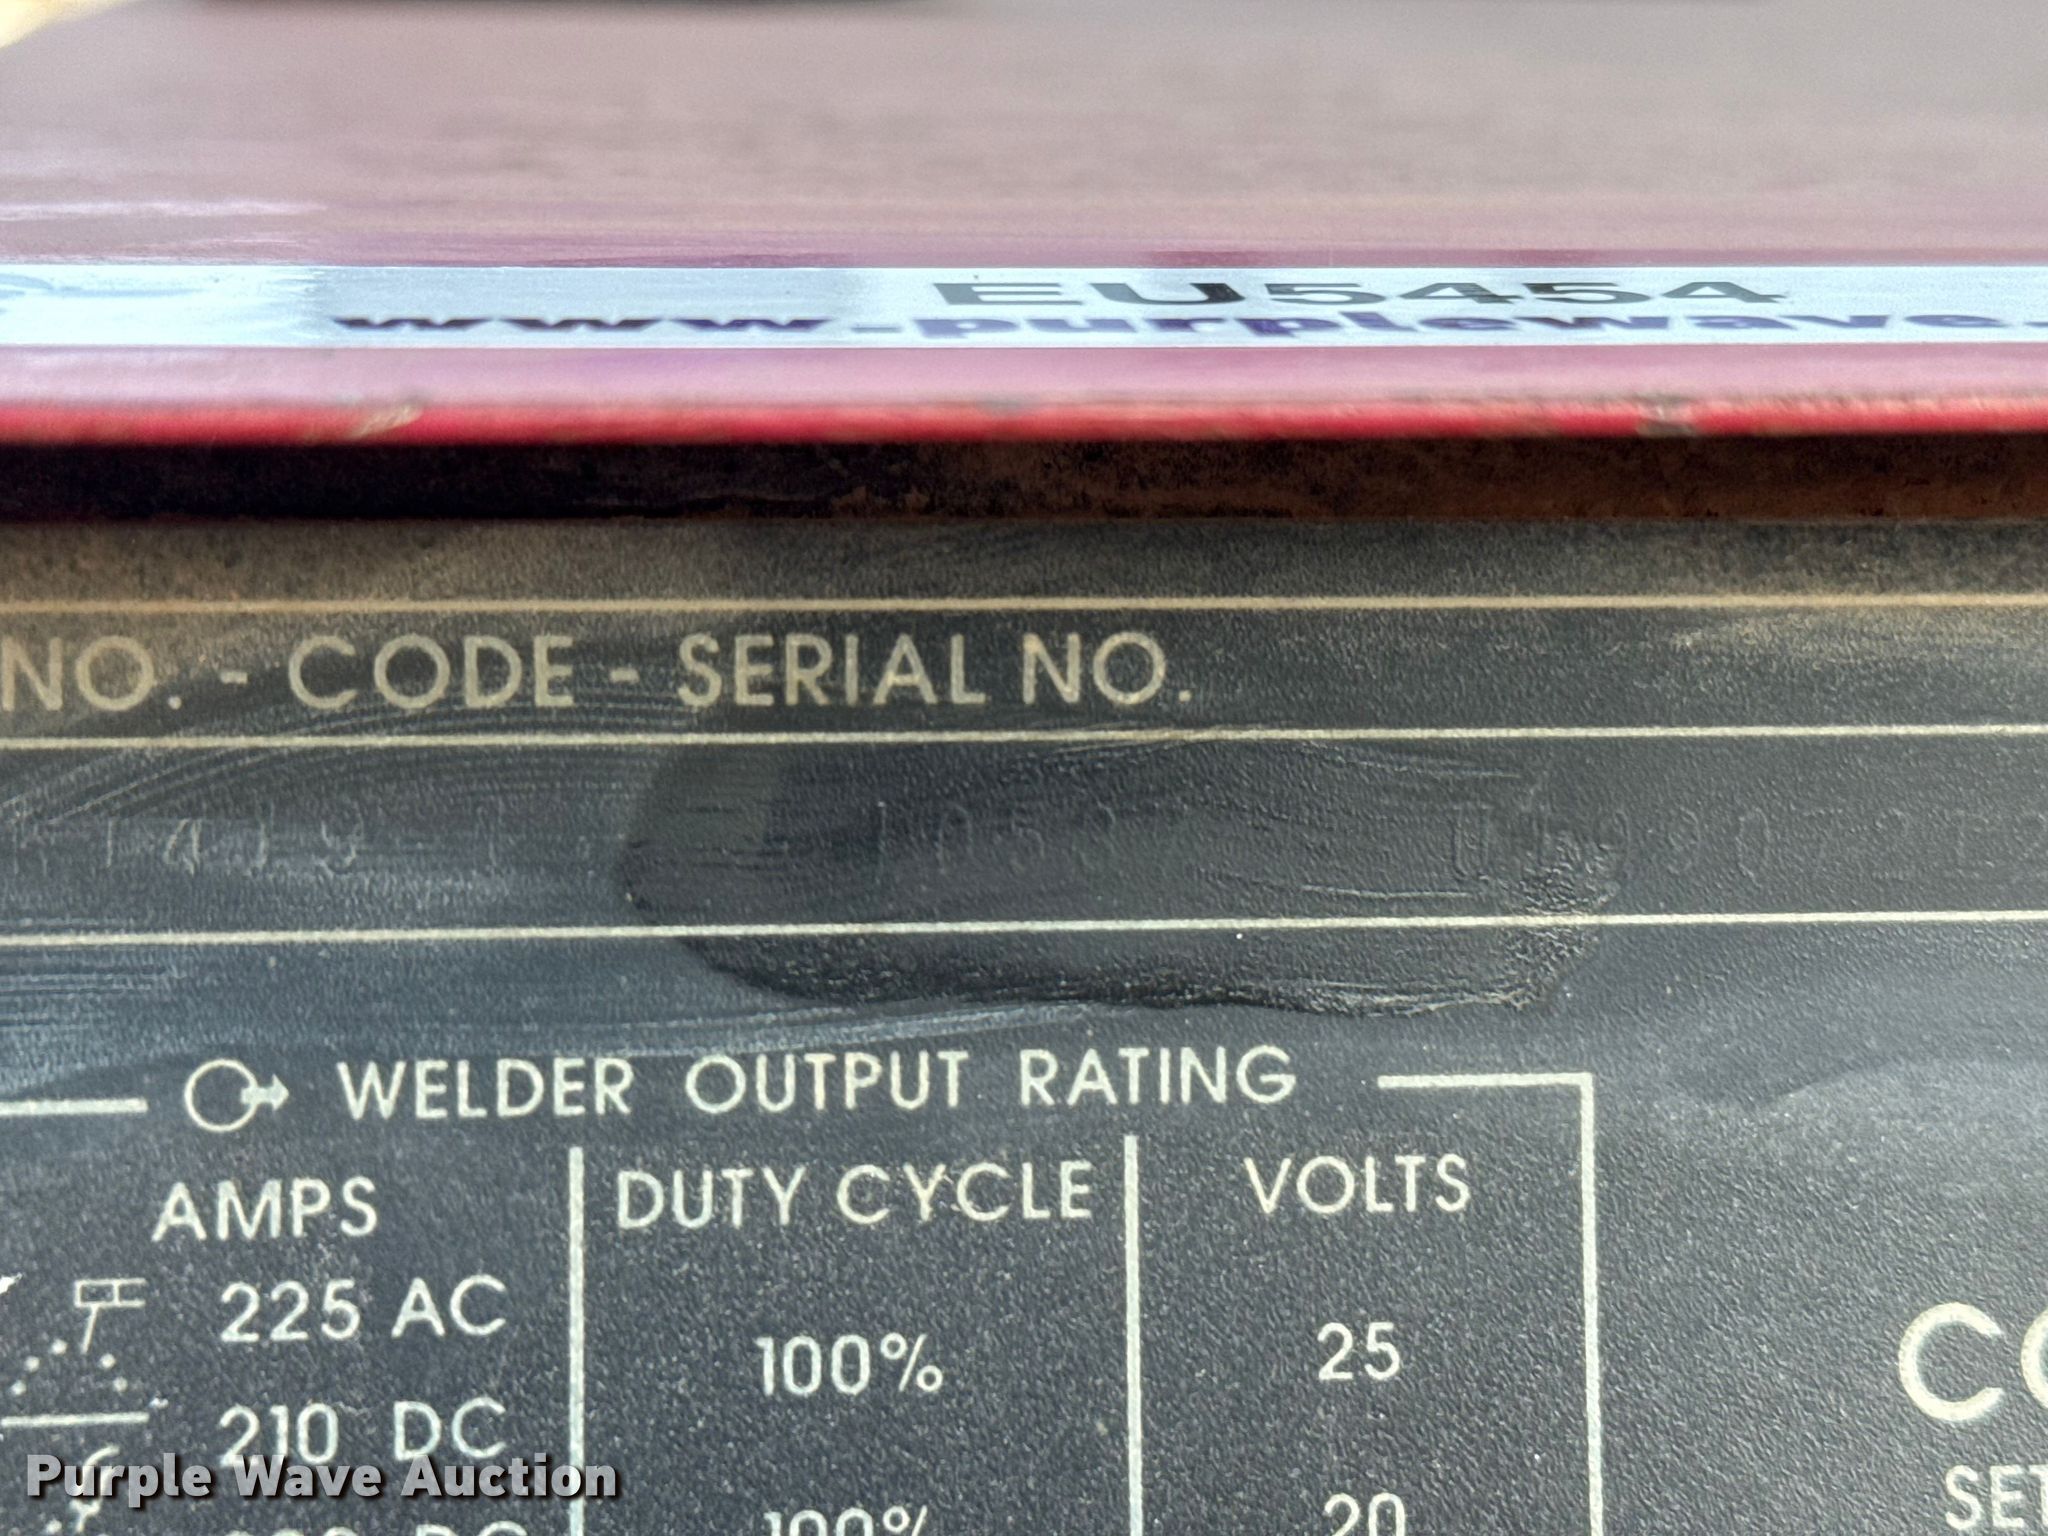 EU5454
www.purplewave.
NO. - CODE - SERIAL NO.
WELDER OUTPUT RATING
AMPS DUTY CYCLE VOLTS
225 AC 100% 25
210 DC
100% 20
DC
SET
Purple Wave Auction